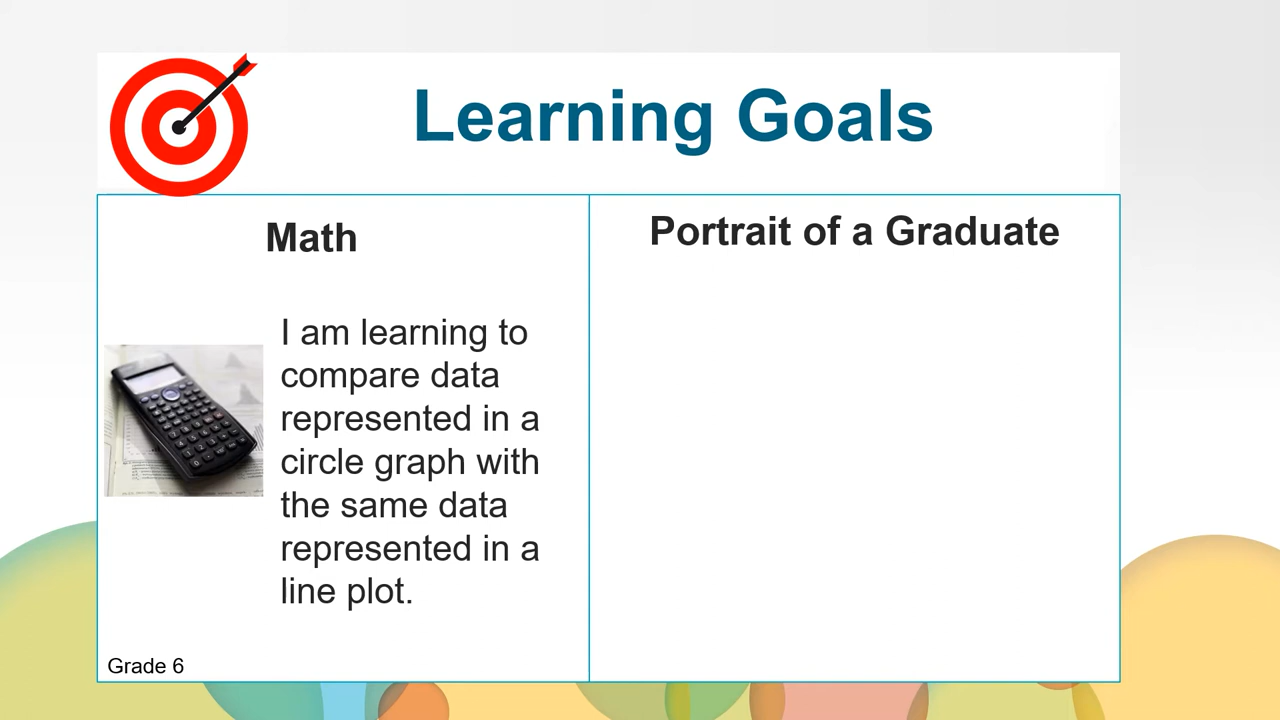 Learning Goals
Math
I am learning to
compare data
represented in a
circle graph with
the same data
represented in a
line plot.
Grade 6
Portrait of a Graduate